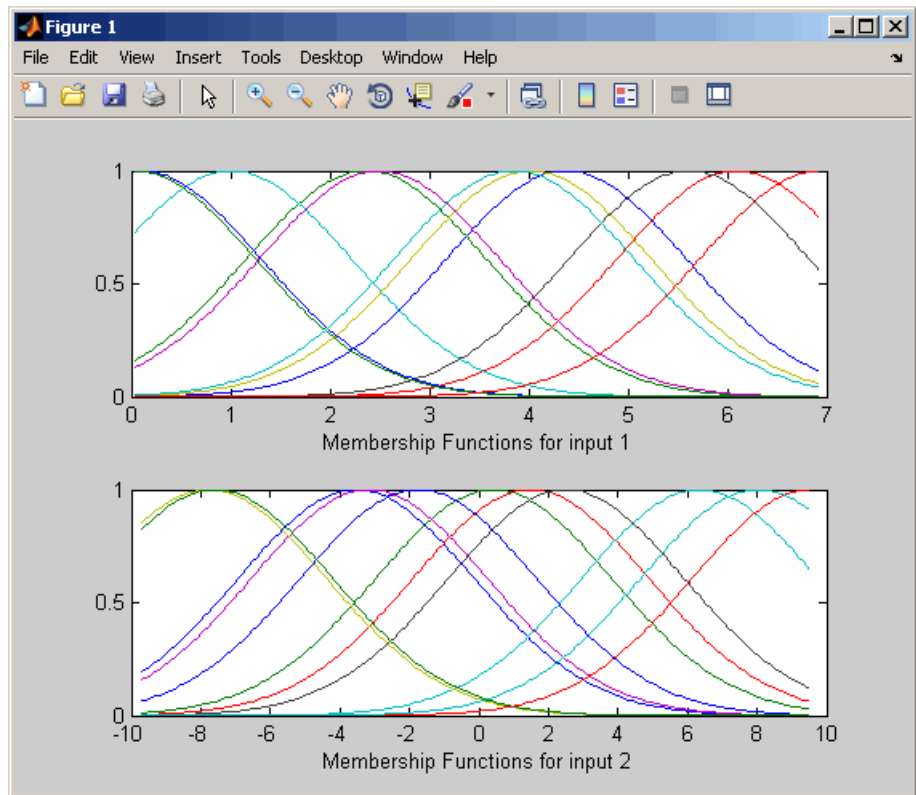 Figure 1
File Edit View Insert Tools Desktop Window Help
1
0.5
0
0 1 2 3 4 5 6 7
Membership Functions for input 1
1
0.5
0
-10 -8 -6 -4 -2 0 2 4 6 8 10
Membership Functions for input 2